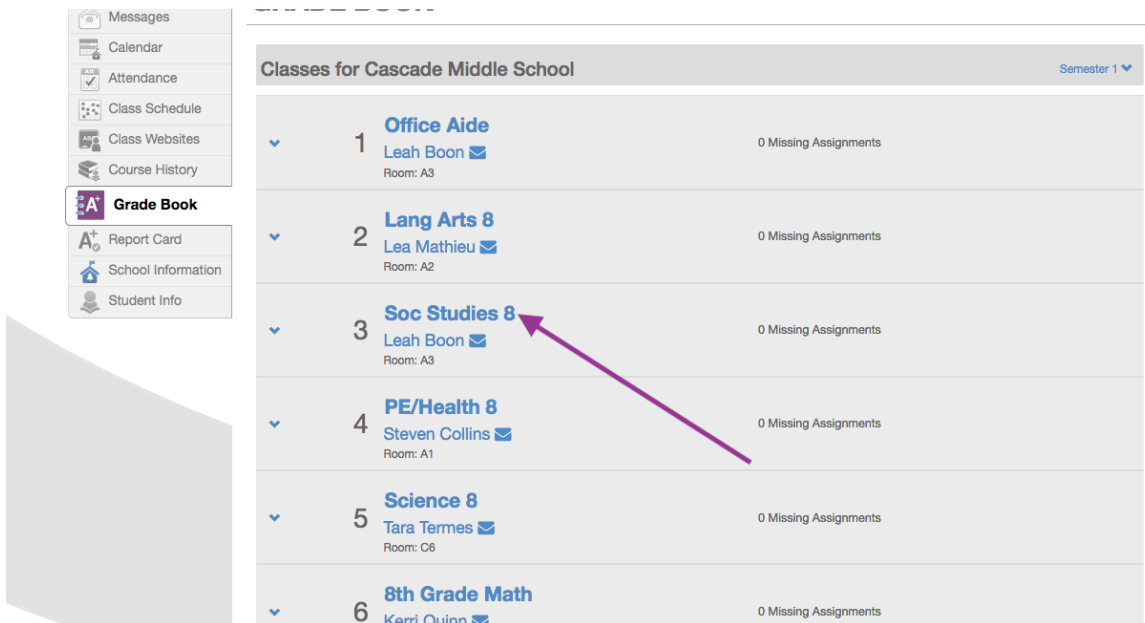 Messages
Calendar
Attendance
Class Schedule
Class Websites
Course History
Grade Book
Report Card
School Information
Student Info
GRADE BOOK
Classes for Cascade Middle School
Semester 1
1
Office Aide
Leah Boon
Room: A3
0 Missing Assignments
2
Lang Arts 8
Lea Mathieu
Room: A2
0 Missing Assignments
3
Soc Studies 8
Leah Boon
Room: A3
0 Missing Assignments
4
PE/Health 8
Steven Collins
Room: A1
0 Missing Assignments
5
Science 8
Tara Termes
Room: C6
0 Missing Assignments
6
8th Grade Math
Kerri Quinn
0 Missing Assignments